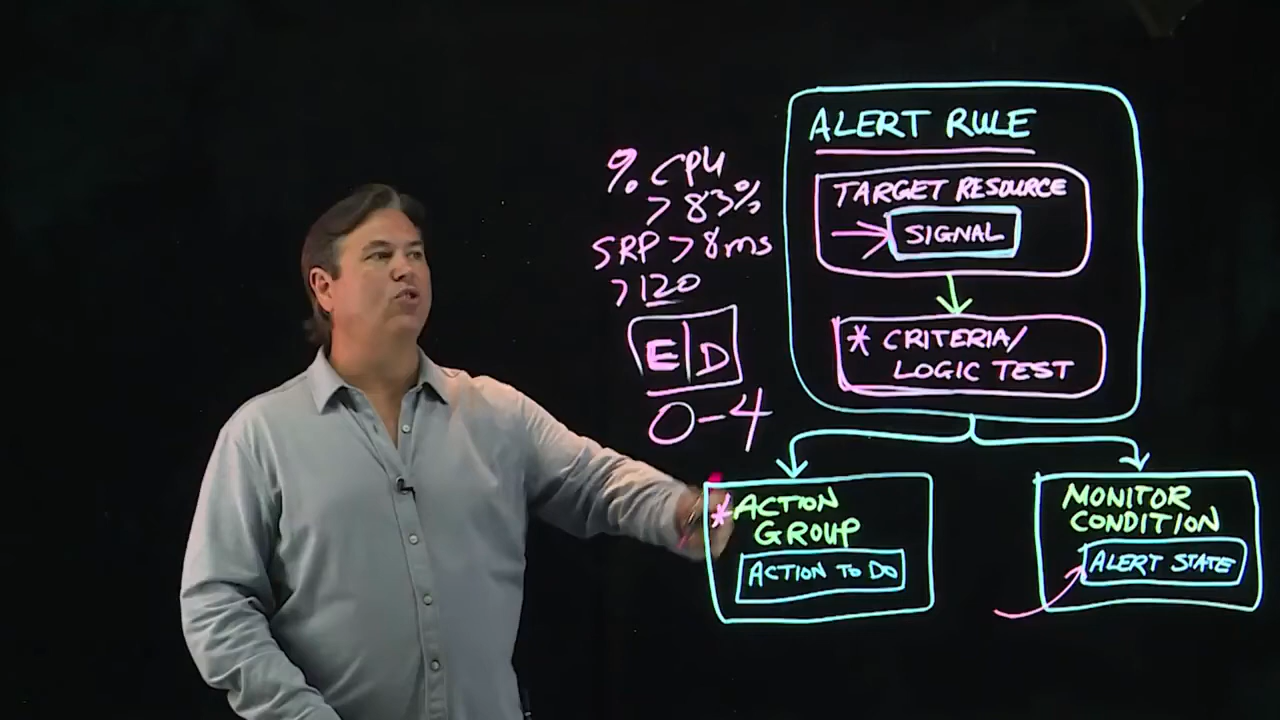 % CPU
> 83%
SRP > 8ms
> 120
E | D
0-4
ALERT RULE
TARGET RESOURCE
SIGNAL
* CRITERIA/
LOGIC TEST
* ACTION
GROUP
ACTION TO DO
MONITOR
CONDITION
ALERT STATE